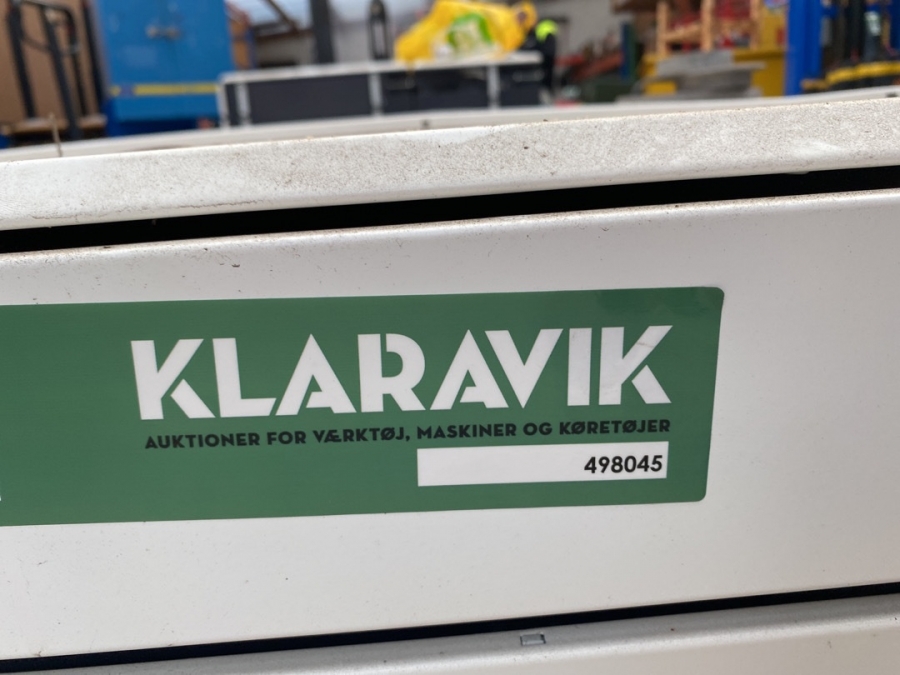 KLARAVIK
AUKTIONER FOR VÆRKTØJ, MASKINER OG KØRETØJER
498045